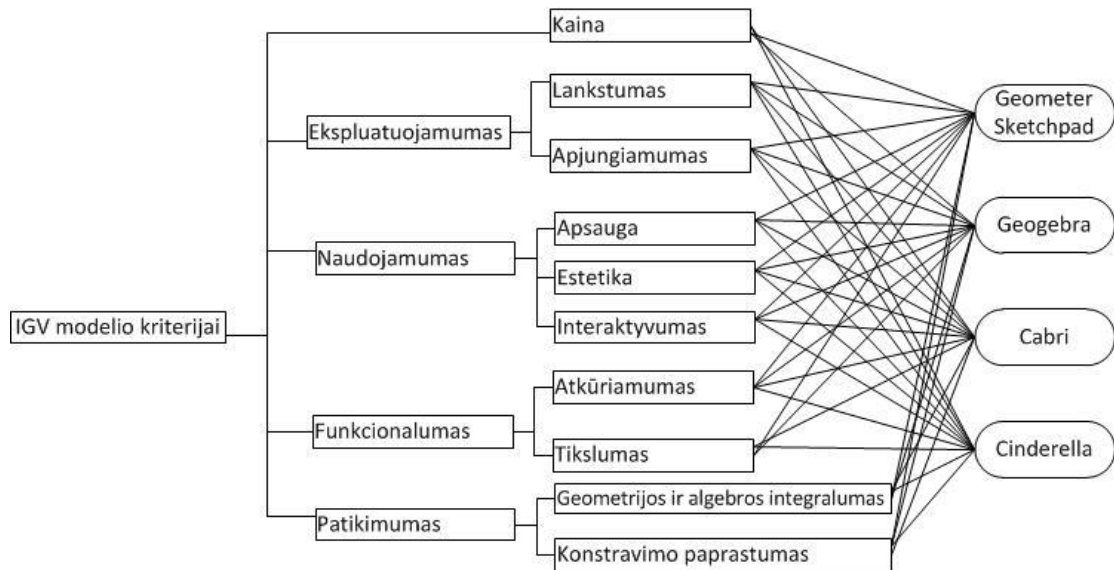 IGV modelio kriterijai
Ekspluatuojamumas
Naudojamumas
Funkcionalumas
Patikimumas
Kaina
Lankstumas
Apjungiamumas
Apsauga
Estetika
Interaktyvumas
Atkūriamumas
Tikslumas
Geometrijos ir algebros integralumas
Konstravimo paprastumas
Geometer
Sketchpad
Geogebra
Cabri
Cinderella